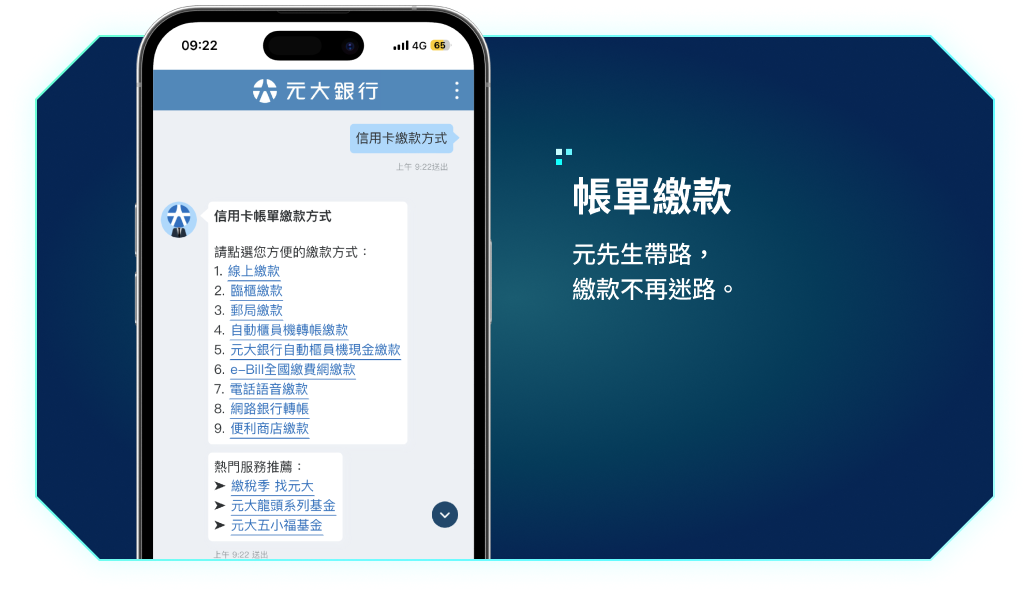 09:22
4G 65
元大銀行
信用卡繳款方式
上午 9:22送出
信用卡帳單繳款方式
請點選您方便的繳款方式：
1. 線上繳款
2. 臨櫃繳款
3. 郵局繳款
4. 自動櫃員機轉帳繳款
5. 元大銀行自動櫃員機現金繳款
6. e-Bill全國繳費網繳款
7. 電話語音繳款
8. 網路銀行轉帳
9. 便利商店繳款
熱門服務推薦：
➤ 繳稅季 找元大
➤ 元大龍頭系列基金
➤ 元大五小福基金
上午 9:22 送出
帳單繳款
元先生帶路，
繳款不再迷路。